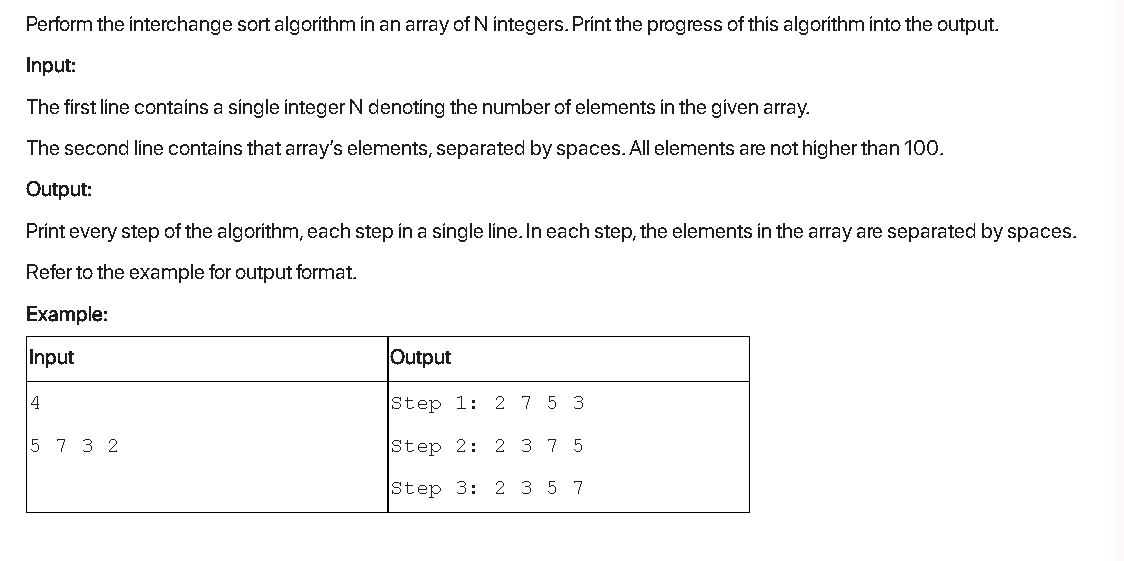 Perform the interchange sort algorithm in an array of N integers. Print the progress of this algorithm into the output.
Input:
The first line contains a single integer N denoting the number of elements in the given array.
The second line contains that array's elements, separated by spaces. All elements are not higher than 100.
Output:
Print every step of the algorithm, each step in a single line. In each step, the elements in the array are separated by spaces.
Refer to the example for output format.
Example:
Input Output
4 Step 1: 2 7 5 3
5 7 3 2 Step 2: 2 3 7 5
Step 3: 2 3 5 7